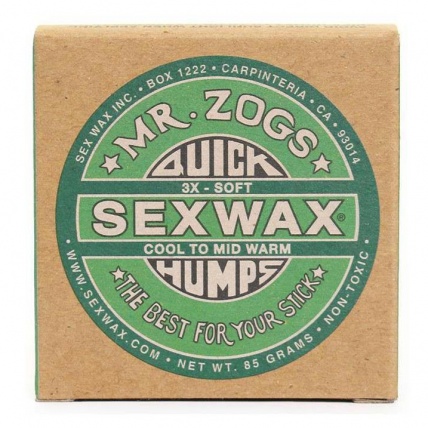 SEX WAX INC. • BOX 1222 • CARPINTERIA • CA, 93014
★ MR. ZOGS ★
QUICK
3X - SOFT
SEXWAX®
COOL TO MID WARM
HUMPS
★ THE BEST FOR YOUR STICK ★
• WWW.SEXWAX.COM • NET WT. 85 GRAMS • NON-TOXIC •